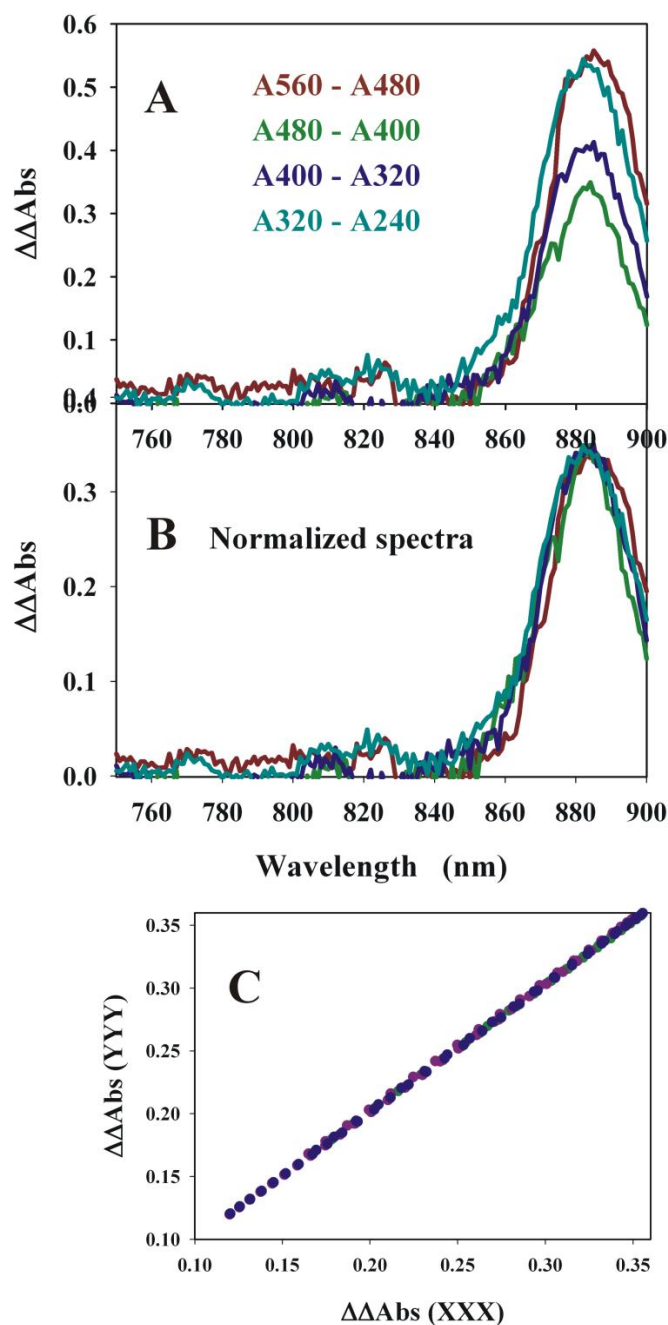 0.6
A
A560 - A480
0.5
A480 - A400
0.4
A400 - A320
0.3
A320 - A240
ΔΔAbs
0.2
0.1
0.0
760 780 800 820 840 860 880 900
0.4
0.3
B Normalized spectra
ΔΔAbs
0.2
0.1
0.0
760 780 800 820 840 860 880 900
Wavelength (nm)
0.35
C
0.30
0.25
ΔΔAbs (YYY)
0.20
0.15
0.10
0.10 0.15 0.20 0.25 0.30 0.35
ΔΔAbs (XXX)